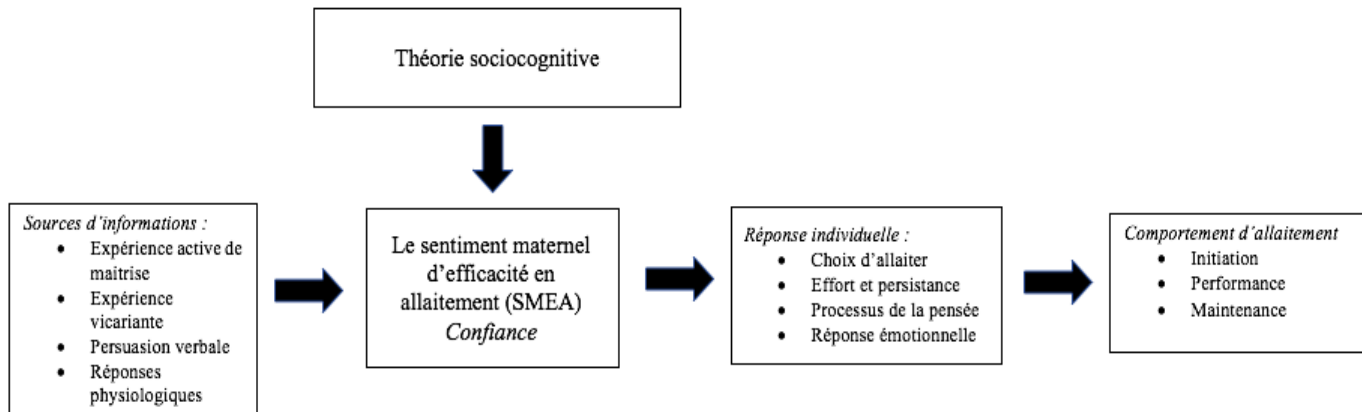 Théorie sociocognitive
Sources d'informations :
• Expérience active de
maîtrise
• Expérience
vicariante
• Persuasion verbale
• Réponses
physiologiques
Le sentiment maternel
d'efficacité en
allaitement (SMEA)
Confiance
Réponse individuelle :
• Choix d'allaiter
• Effort et persistance
• Processus de la pensée
• Réponse émotionnelle
Comportement d'allaitement
• Initiation
• Performance
• Maintenance